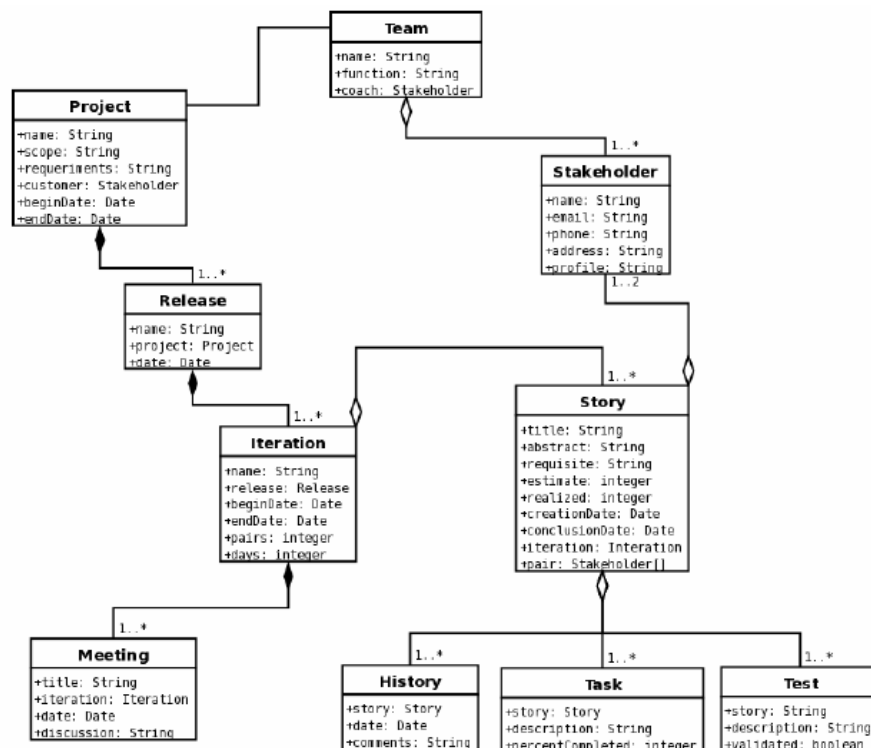 Team
+name: String
+function: String
+coach: Stakeholder
Project
+name: String
+scope: String
+requeriments: String
+customer: Stakeholder
+beginDate: Date
+endDate: Date
1..*
Stakeholder
+name: String
+email: String
+phone: String
+address: String
+profile: String
1..2
1..*
Release
+name: String
+project: Project
+date: Date
1..*
Iteration
+name: String
+release: Release
+beginDate: Date
+endDate: Date
+pairs: integer
+days: integer
1..*
Story
+title: String
+abstract: String
+requisite: String
+estimate: integer
+realized: integer
+creationDate: Date
+conclusionDate: Date
+iteration: Interation
+pair: Stakeholder[]
1..*
Meeting
+title: String
+iteration: Iteration
+date: Date
+discussion: String
1..*
History
+story: Story
+date: Date
+comments: String
1..*
Task
+story: Story
+description: String
+percentCompleted: integer
1..*
Test
+story: String
+description: String
+validated: boolean